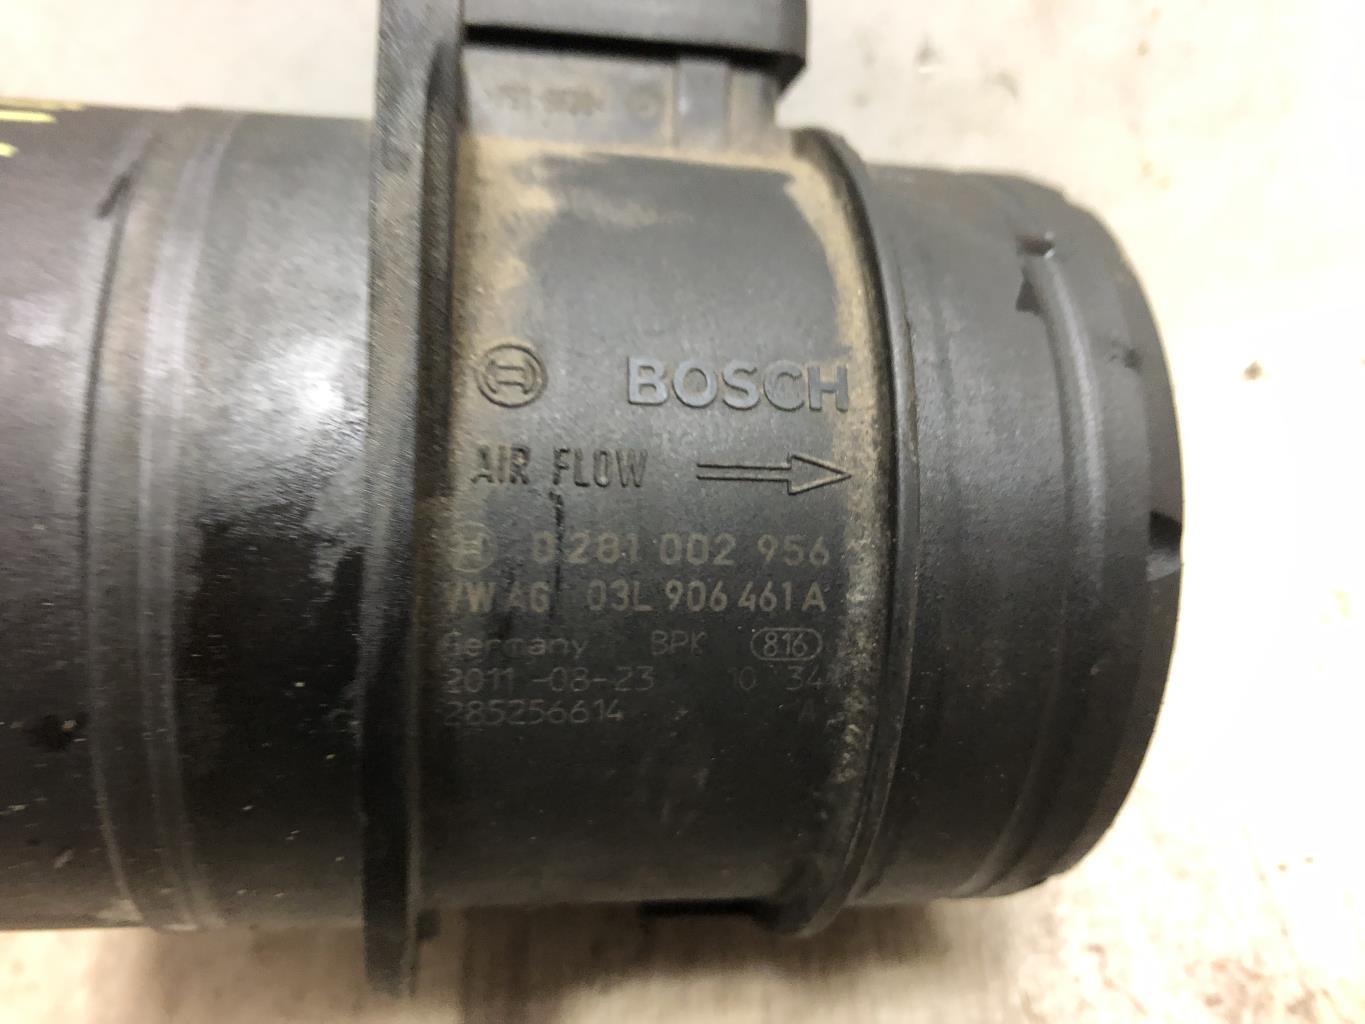 BOSCH
AIR FLOW
0 281 002 956
VW AG 03L 906 461 A
Germany BPK 816
2011-08-23 10 34
285256614 A